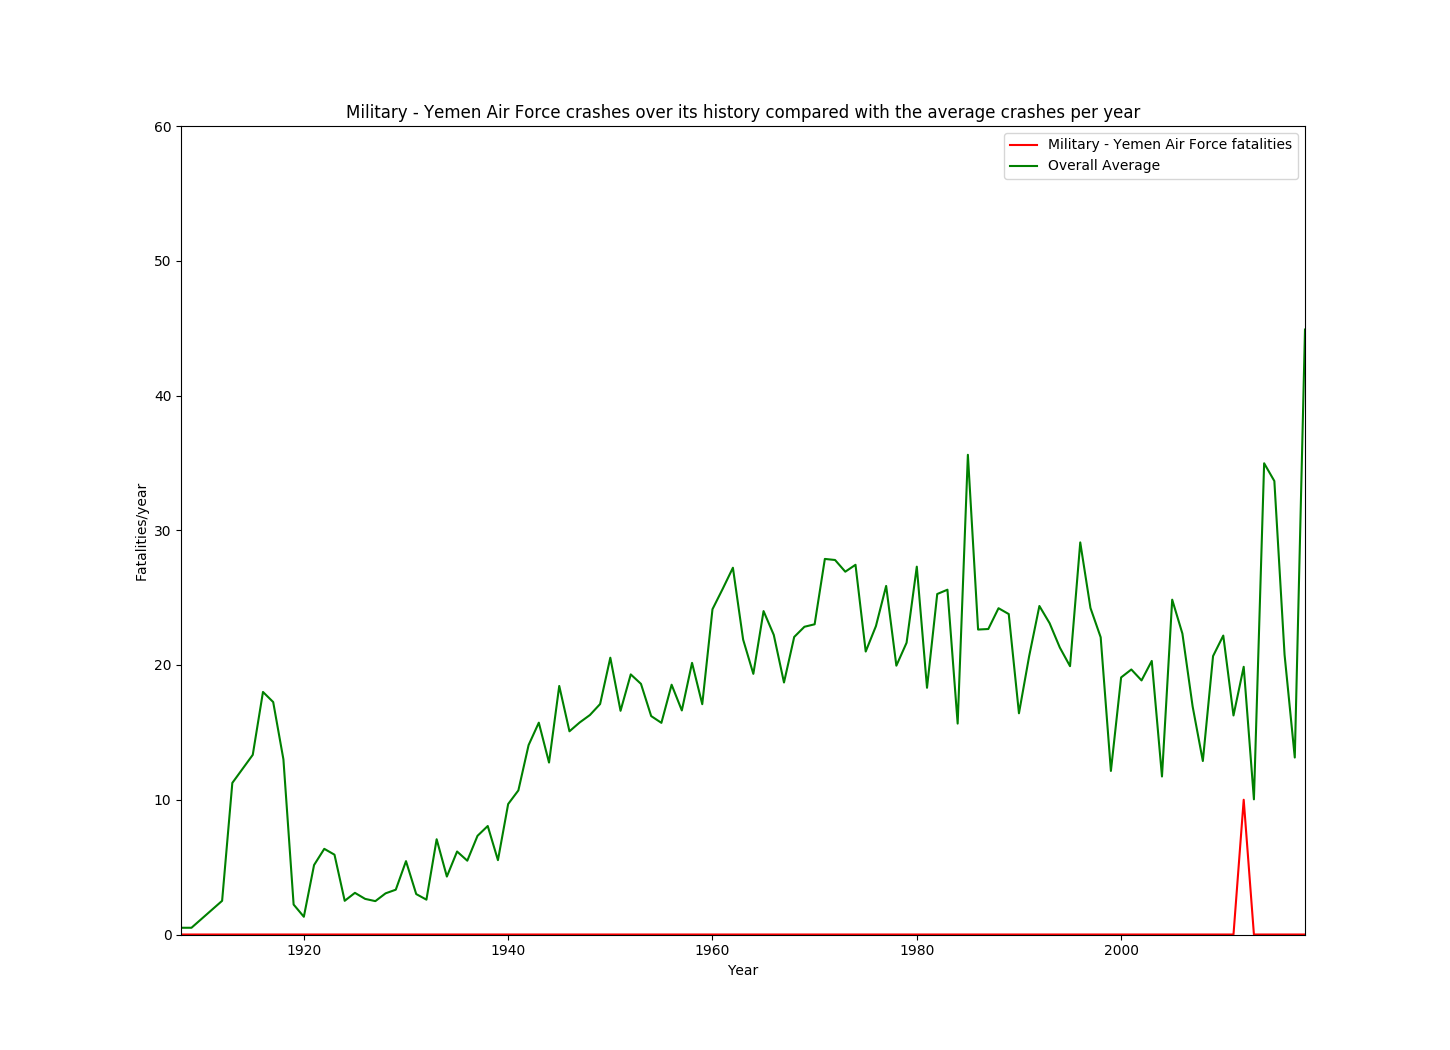 Military - Yemen Air Force crashes over its history compared with the average crashes per year
Military - Yemen Air Force fatalities
Overall Average
Fatalities/year
60
50
40
30
20
10
0
1920 1940 1960 1980 2000
Year